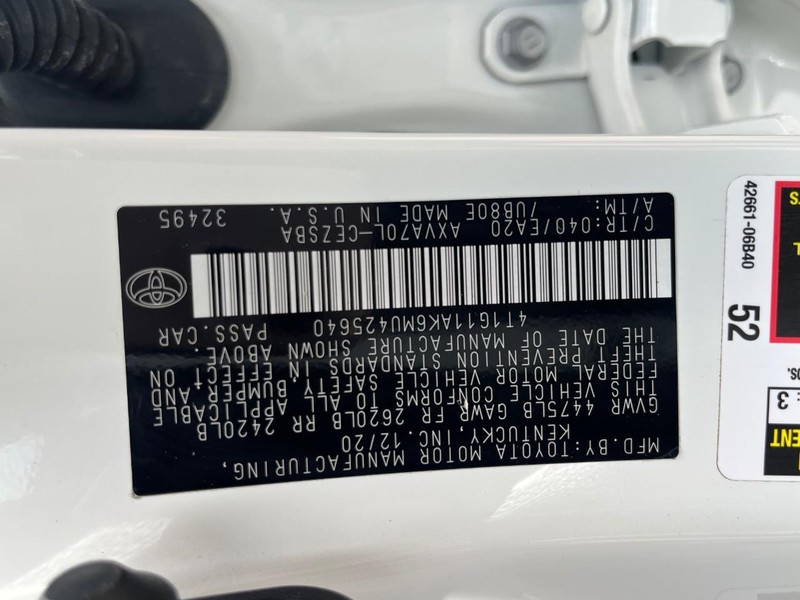 MFD.BY: TOYOTA MOTOR MANUFACTURING,
KENTUCKY, INC. 12/20
GVWR 4475LB GAWR FR 2620LB RR 2420LB
THIS VEHICLE CONFORMS TO ALL APPLICABLE
FEDERAL MOTOR VEHICLE SAFETY, BUMPER, AND
THEFT PREVENTION STANDARDS IN EFFECT ON
THE DATE OF MANUFACTURE SHOWN ABOVE.
4T1G11AK6MU425640 PASS.CAR
C/TR: 040/EA20 AXVA70L-CEZSBA
A/TM: /UB80E MADE IN U.S.A. 32495
42661-06B40
52
3